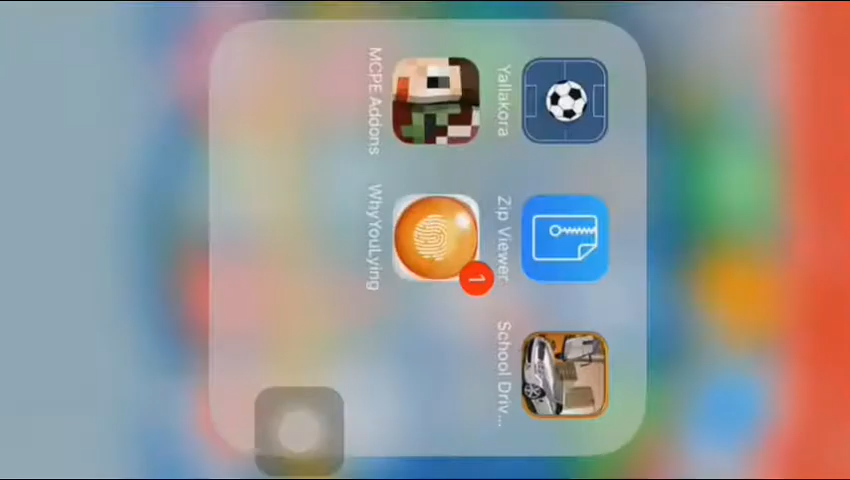 Yallakora
Zip Viewer
School Driv...
MCPE Addons
WhyYouLying
1